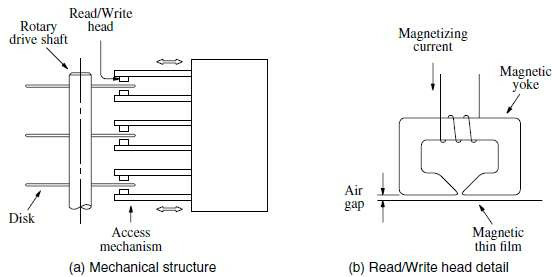 Read/Write
head
Rotary
drive shaft
Disk
Access
mechanism
(a) Mechanical structure
Magnetizing
current
Magnetic
yoke
Air
gap
Magnetic
thin film
(b) Read/Write head detail